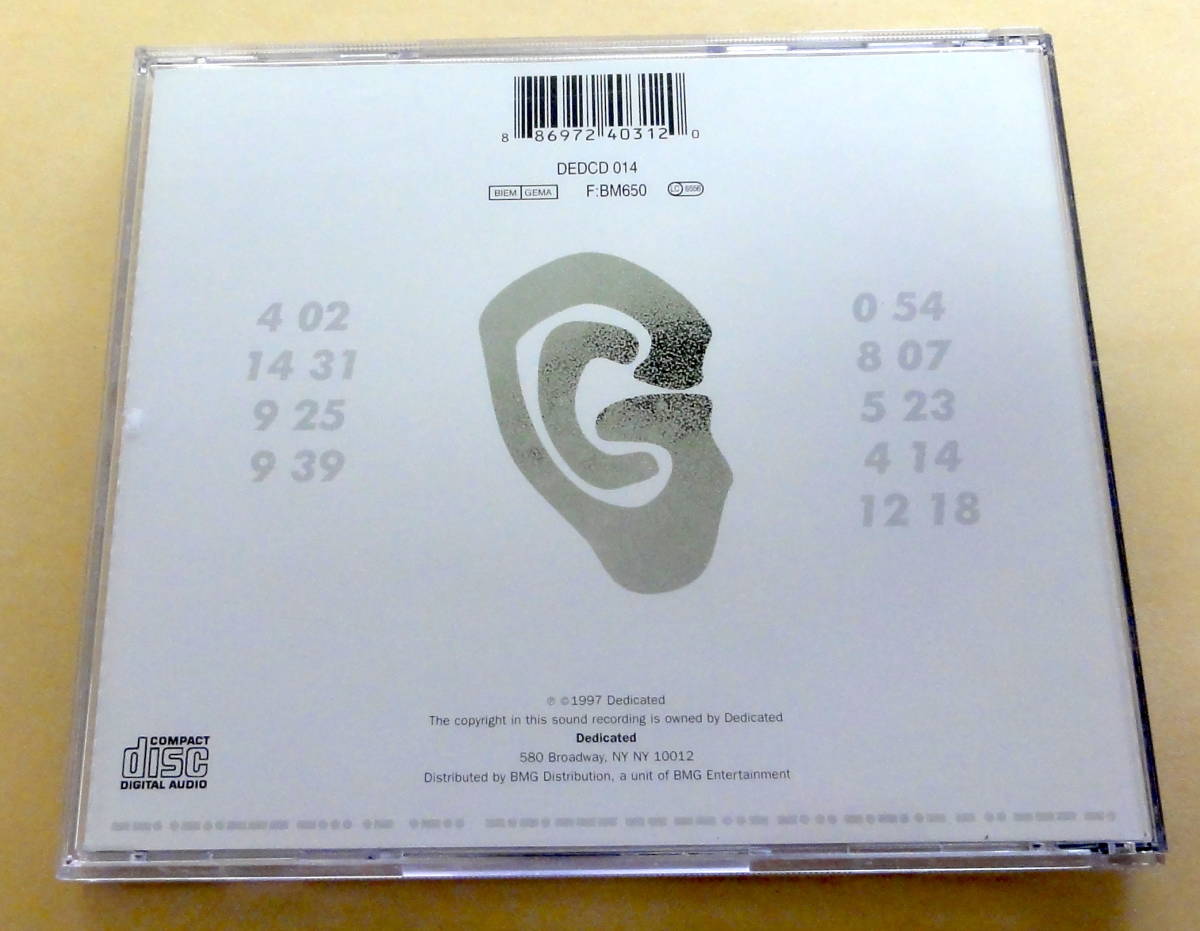 8 86972 40312 0
DEDCD 014
BIEM GEMA F:BM650 LC 8556
4 02
14 31
9 25
9 39
0 54
8 07
5 23
4 14
12 18
℗ ©1997 Dedicated
The copyright in this sound recording is owned by Dedicated
Dedicated
580 Broadway, NY NY 10012
Distributed by BMG Distribution, a unit of BMG Entertainment
COMPACT
disc
DIGITAL AUDIO